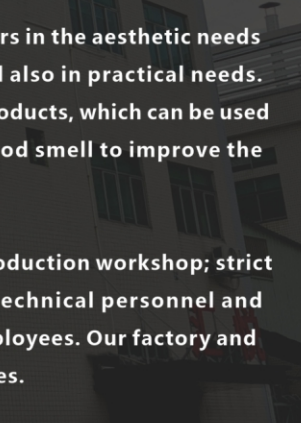 rs in the aesthetic needs
also in practical needs.
oducts, which can be used
od smell to improve the
oduction workshop; strict
echnical personnel and
ployees. Our factory and
es.